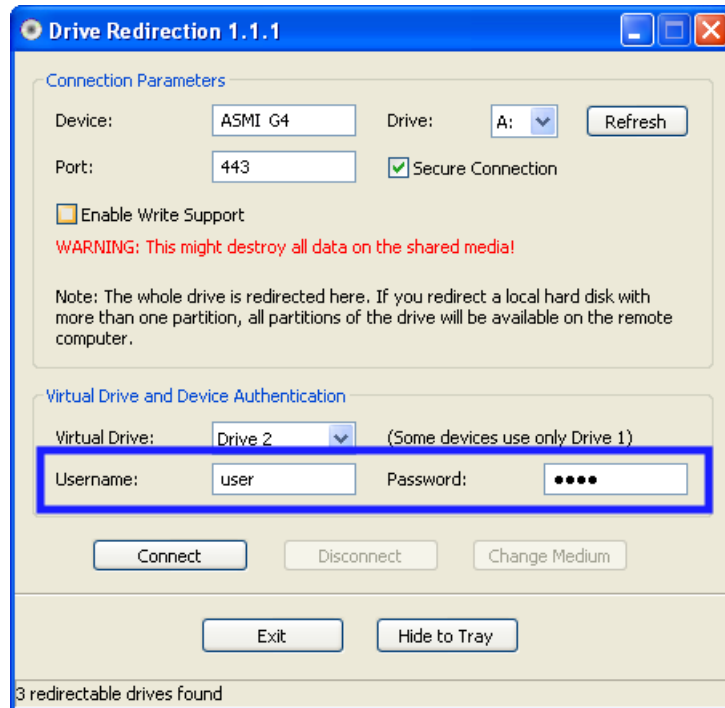 Drive Redirection 1.1.1
Connection Parameters
Device: ASMI G4 Drive: A: Refresh
Port: 443 Secure Connection
Enable Write Support
WARNING: This might destroy all data on the shared media!
Note: The whole drive is redirected here. If you redirect a local hard disk with
more than one partition, all partitions of the drive will be available on the remote
computer.
Virtual Drive and Device Authentication
Virtual Drive: Drive 2 (Some devices use only Drive 1)
Username: user Password: ●●●●
Connect Disconnect Change Medium
Exit Hide to Tray
3 redirectable drives found